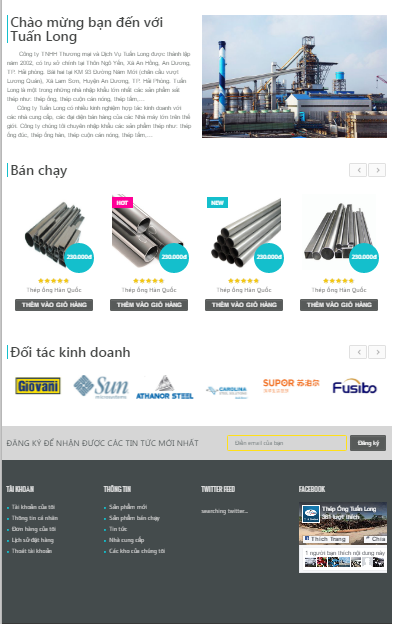 Chào mừng bạn đến với
Tuấn Long
Công ty TNHH Thương mại và Dịch Vụ Tuấn Long được thành lập
năm 2002, có trụ sở chính tại Thôn Ngô Yến, Xã An Hồng, An Dương,
TP. Hải phòng. Bãi hai tại KM 93 Đường Năm Mới (chân cầu vượt
Quán), Xã Lam Sơn, Huyện An Dương, TP. Hải Phòng. Tuấn
Long là một trong những nhà nhập khẩu lớn nhất các sản phẩm sắt
thép như: thép ống, thép cuộn cán nóng, thép tấm,...
Công ty Tuấn Long có nhiều kinh nghiệm hợp tác kinh doanh với
các nhà cung cấp, các đại diện bán hàng của các Nhà máy lớn trên thế
giới. Công ty chúng tôi chuyên nhập khẩu các sản phẩm thép như: thép
ống đúc, thép ống hàn, thép cuộn cán nóng, thép tấm,...
Bán chạy
HOT
NEW
230.000đ
230.000đ
230.000đ
230.000đ
Thép ống Hàn Quốc
Thép ống Hàn Quốc
Thép ống Hàn Quốc
Thép ống Hàn Quốc
THÊM VÀO GIỎ HÀNG
THÊM VÀO GIỎ HÀNG
THÊM VÀO GIỎ HÀNG
THÊM VÀO GIỎ HÀNG
Đối tác kinh doanh
Giovani
Sun
ATHANOR STEEL
CAROLINA
SUPOR 苏泊尔
Fusibo
ĐĂNG KÝ ĐỂ NHẬN ĐƯỢC CÁC TIN TỨC MỚI NHẤT
Điền email của bạn
Đăng ký
TÀI KHOẢN
Tài khoản của tôi
Thông tin cá nhân
Đơn hàng của tôi
Lịch sử đặt hàng
Thoát tài khoản
THÔNG TIN
Sản phẩm mới
Sản phẩm bán chạy
Tin tức
Nhà cung cấp
Các kho của chúng tôi
TWITTER FEED
searching twitter...
FACEBOOK
Thép Ống Tuấn Long
381 lượt thích
Thích Trang
Chia
1 người bạn thích nội dung này